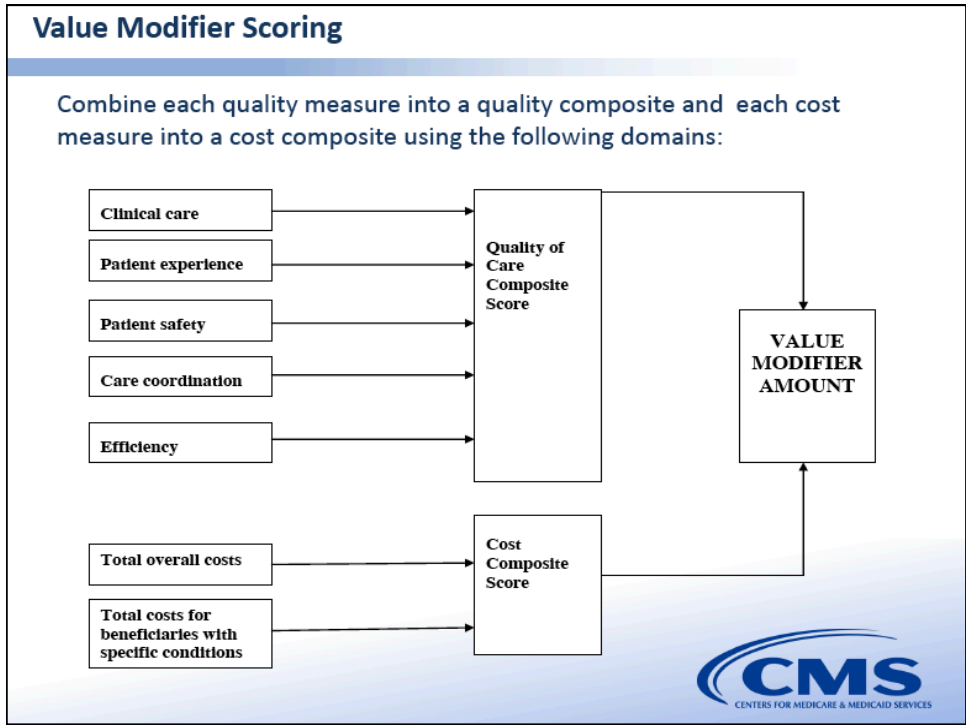 Value Modifier Scoring
Combine each quality measure into a quality composite and each cost
measure into a cost composite using the following domains:
Clinical care
Patient experience
Patient safety
Care coordination
Efficiency
Quality of
Care
Composite
Score
VALUE
MODIFIER
AMOUNT
Total overall costs
Total costs for
beneficiaries with
specific conditions
Cost
Composite
Score
CMS
CENTERS FOR MEDICARE & MEDICAID SERVICES